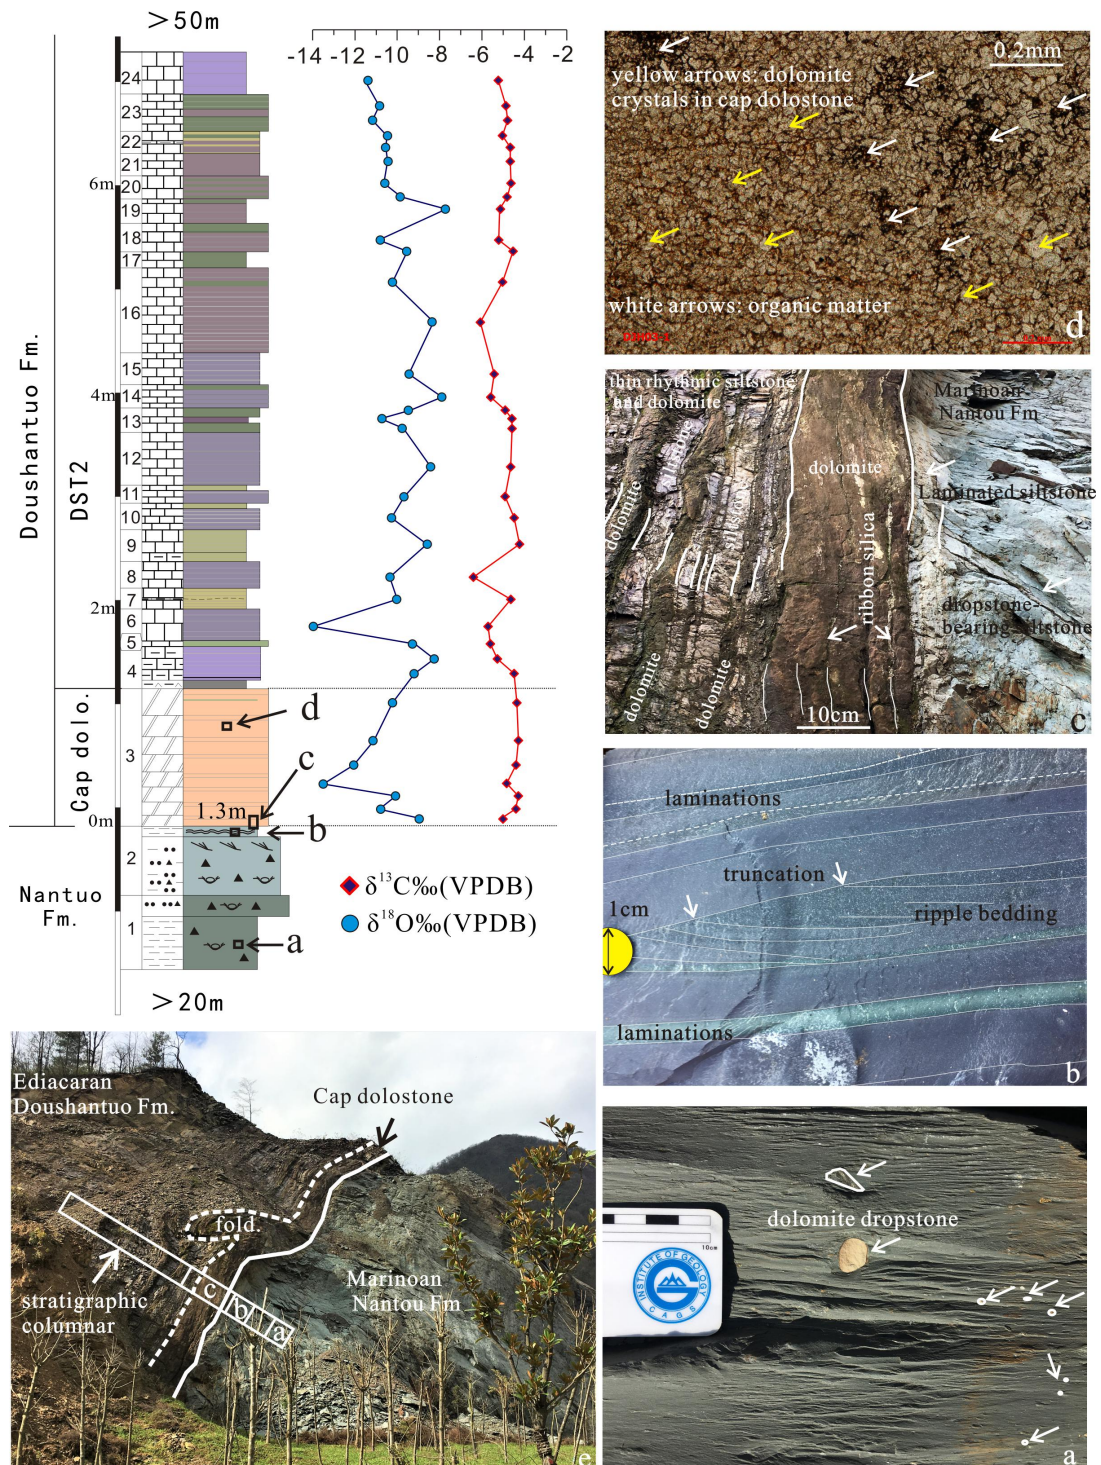 >50m
-14
-12
-10
-8
-6
-4
-2
Doushantuo Fm.
DST2
Cap dolo.
Nantuo
Fm.
24
23
22
21
20
6m
19
18
17
16
15
14
4m
13
12
11
10
9
8
7
2m
6
5
4
3
0m
2
1
1.3m
d
c
b
a
δ¹³C‰(VPDB)
δ¹⁸O‰(VPDB)
>20m
0.2mm
yellow arrows: dolomite
crystals in cap dolostone
white arrows: organic matter
d
thin rhythmic siltstone
and dolomite
Marinoan
Nantou Fm
dolomite
siltstone
dolomite
siltstone
dolomite
dolomite
ribbon silica
Laminated siltstone
dropstone-
bearing siltstone
10cm
c
laminations
truncation
1cm
ripple bedding
laminations
b
dolomite dropstone
10cm
INSTITUTE OF GEOLOGY
CAGS
a
Ediacaran
Doushantuo Fm.
Cap dolostone
fold.
stratigraphic
columnar
c
b
a
Marinoan
Nantou Fm
e